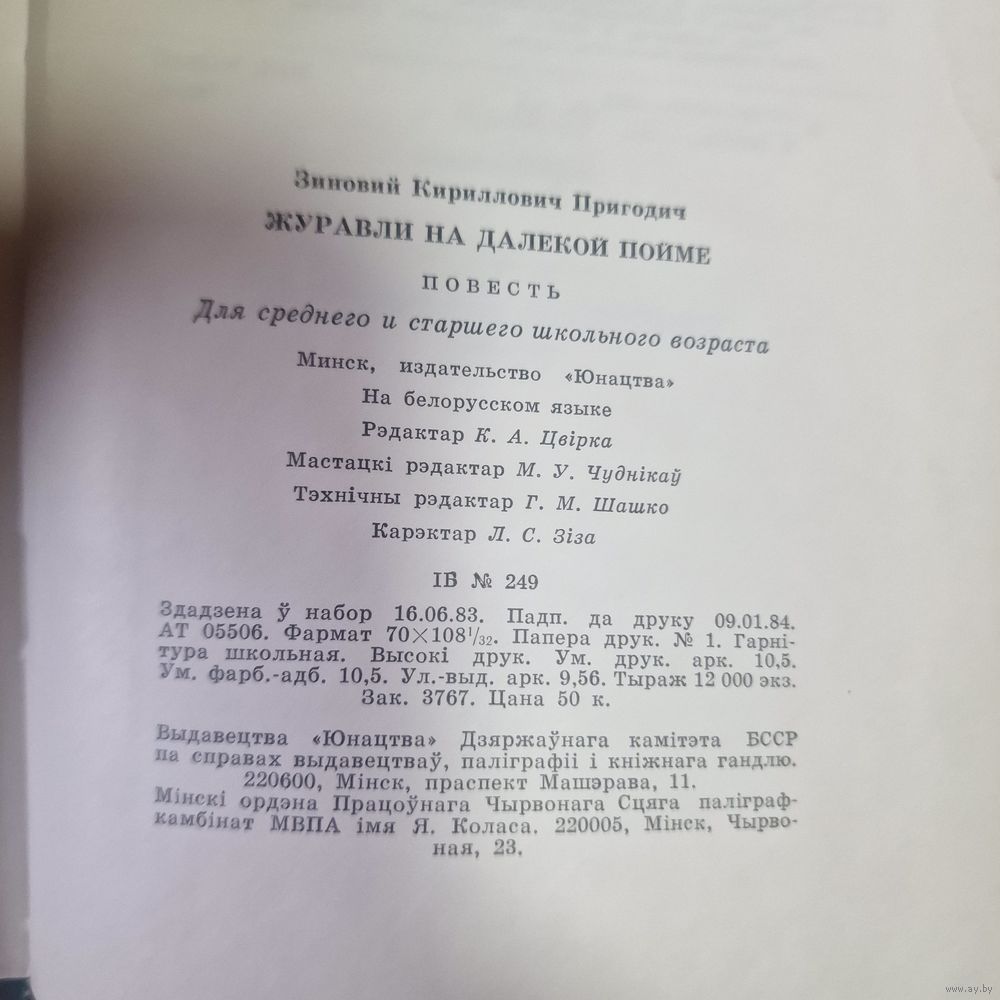 Зиновий Кириллович Пригодич
ЖУРАВЛИ НА ДАЛЕКОЙ ПОЙМЕ
ПОВЕСТЬ
Для среднего и старшего школьного возраста
Минск, издательство «Юнацтва»
На белорусском языке
Рэдактар К. А. Цвірка
Мастацкі рэдактар М. У. Чуднікаў
Тэхнічны рэдактар Г. М. Шашко
Карэктар Л. С. Зіза
ІБ № 249
Здадзена ў набор 16.06.83. Падп. да друку 09.01.84.
АТ 05506. Фармат 70×108¹/₃₂. Папера друк. № 1. Гарні-
тура школьная. Высокі друк. Ум. друк. арк. 10,5.
Ум. фарб.-адб. 10,5. Ул.-выд. арк. 9,56. Тыраж 12 000 экз.
Зак. 3767. Цана 50 к.
Выдавецтва «Юнацтва» Дзяржаўнага камітэта БССР
па справах выдавецтваў, паліграфіі і кніжнага гандлю.
220600, Мінск, праспект Машэрава, 11.
Мінскі ордэна Працоўнага Чырвонага Сцяга паліграф-
камбінат МВПА імя Я. Коласа. 220005, Мінск, Чырво-
ная, 23.
www.ay.by